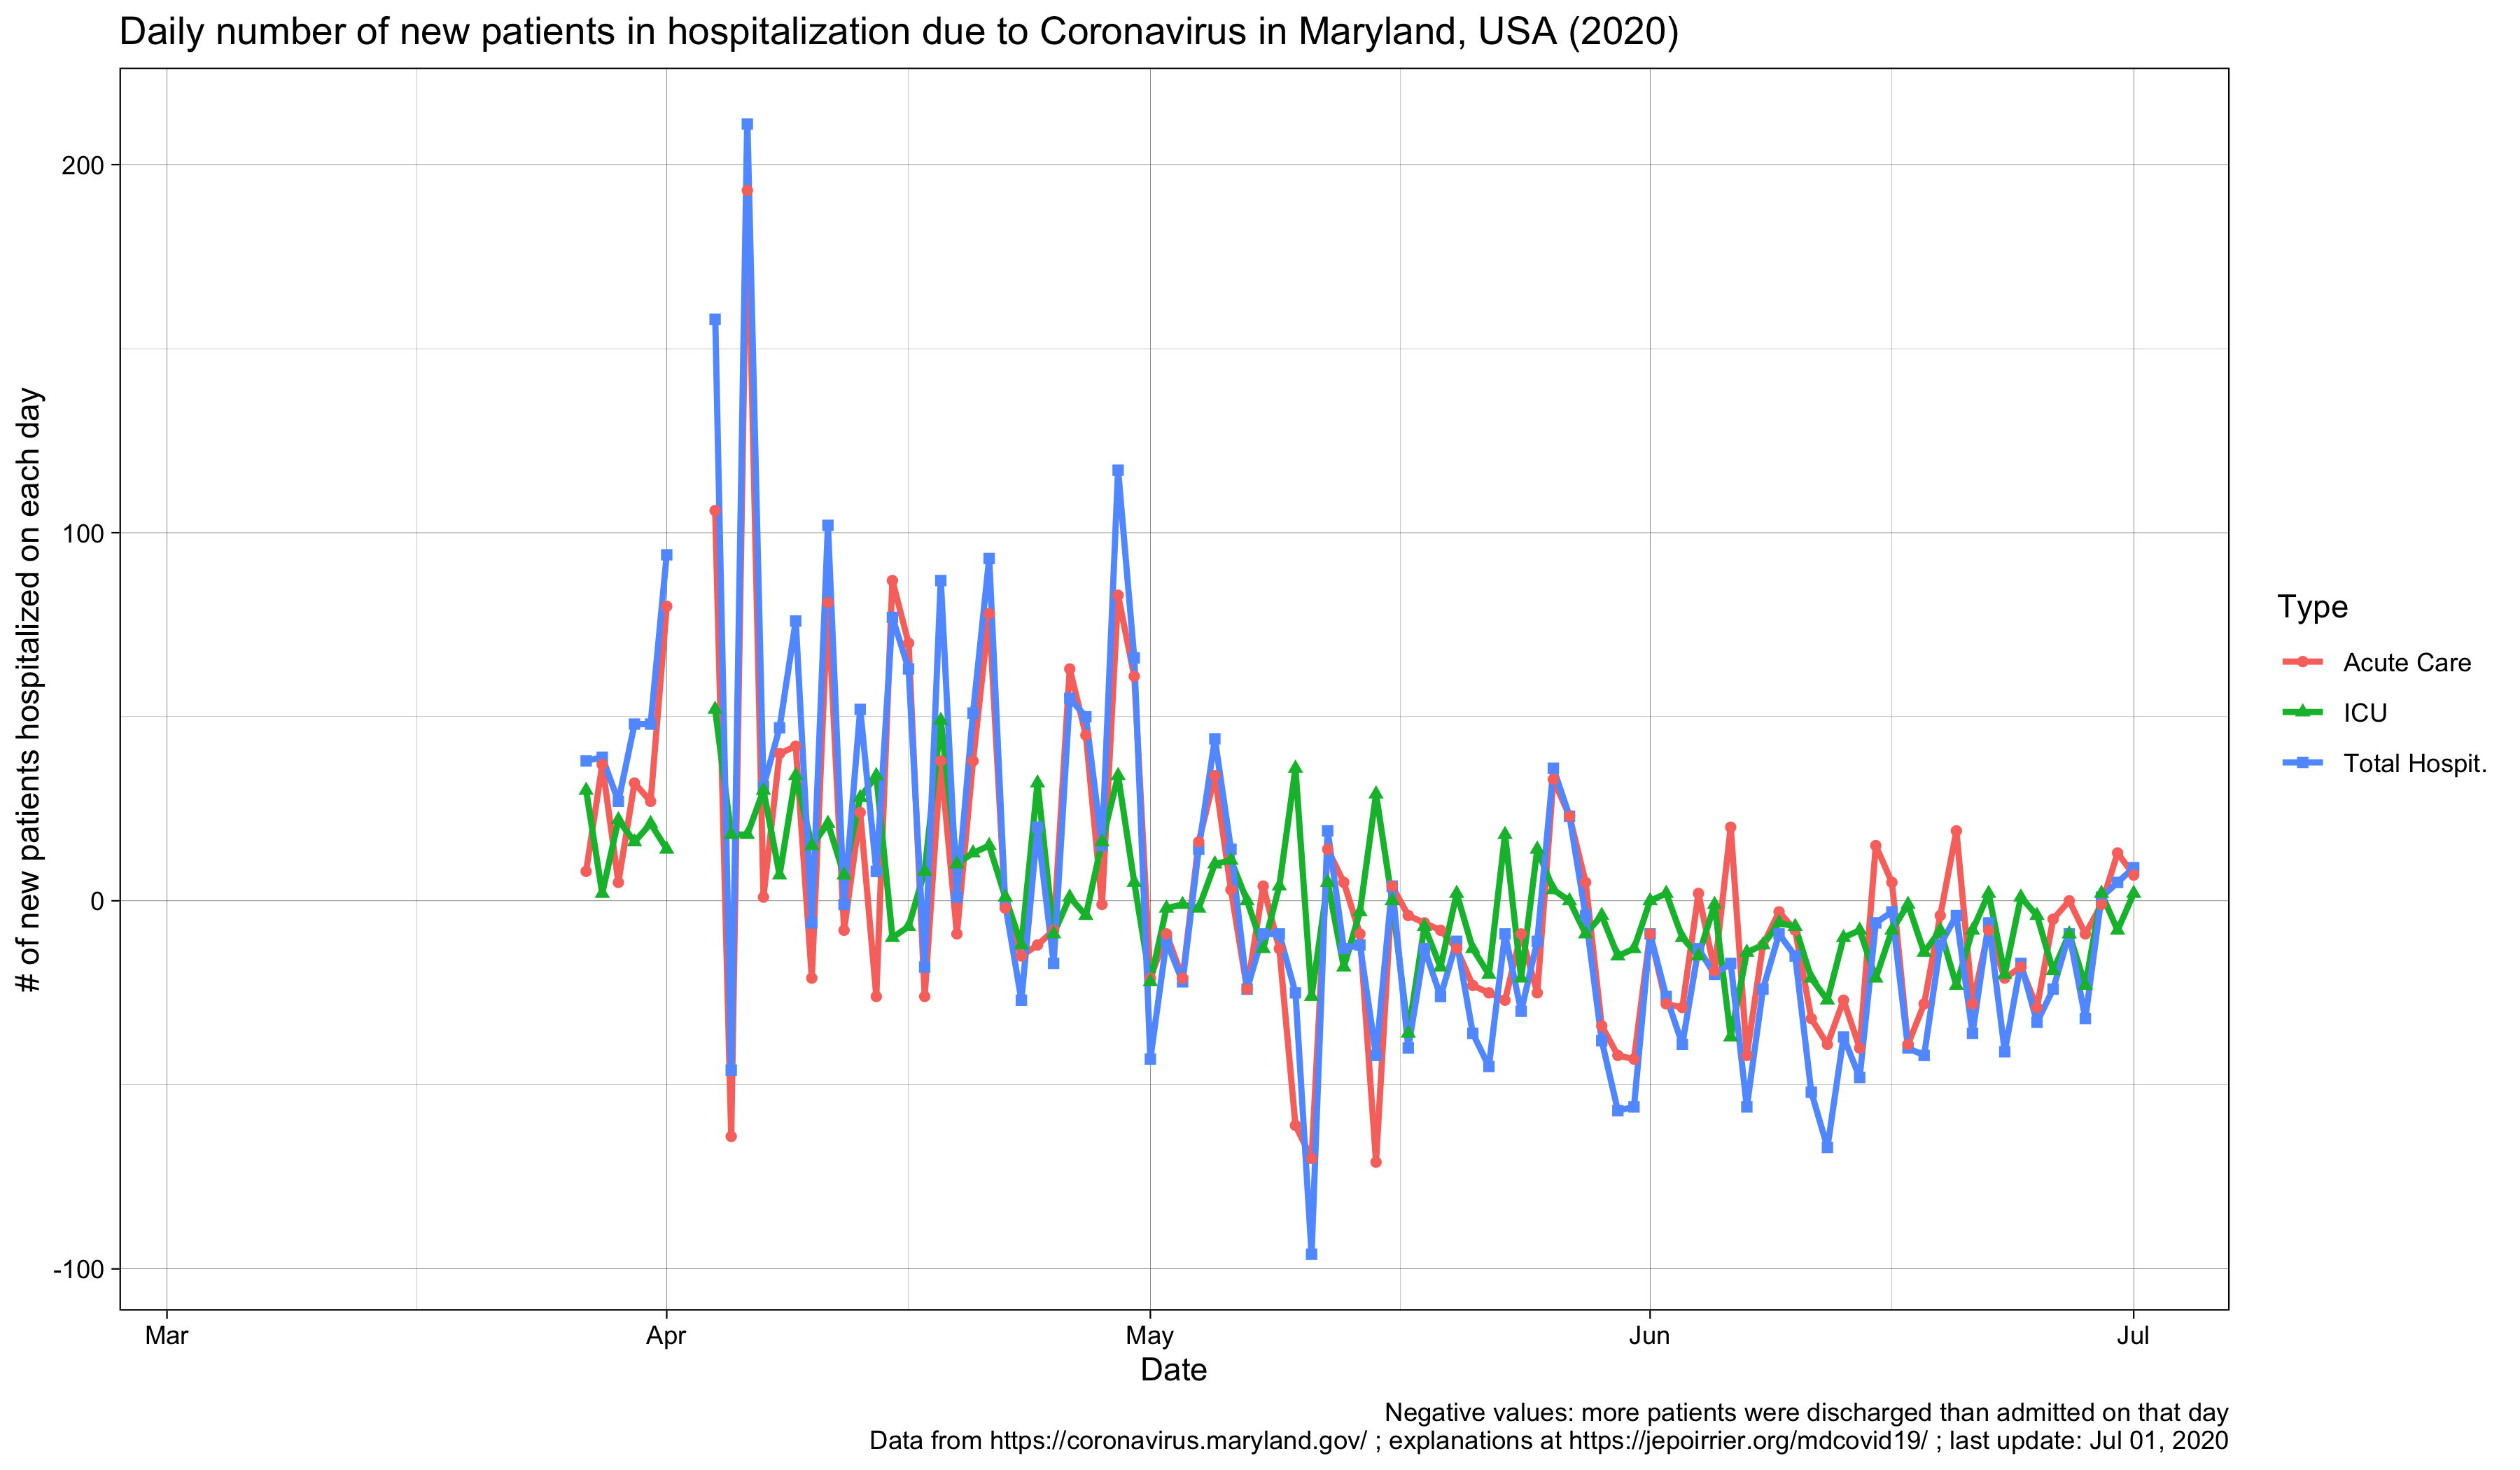 Daily number of new patients in hospitalization due to Coronavirus in Maryland, USA (2020)
# of new patients hospitalized on each day
200
100
0
-100
Mar
Apr
May
Jun
Jul
Date
Type
Acute Care
ICU
Total Hospit.
Negative values: more patients were discharged than admitted on that day
Data from https://coronavirus.maryland.gov/ ; explanations at https://jepoirrier.org/mdcovid19/ ; last update: Jul 01, 2020